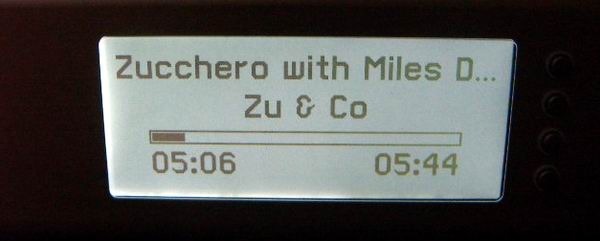 Zucchero with Miles D...
Zu & Co
05:06 05:44